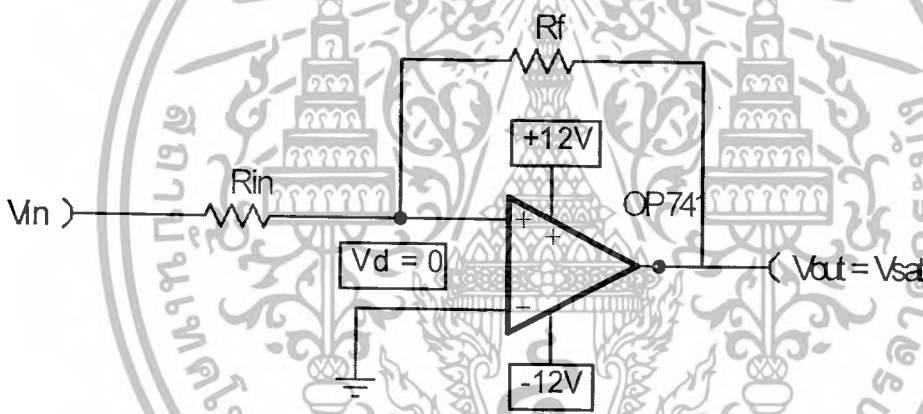 Rf
+12V
Rin
OP741
Vin
+
+
Vd = 0
Vout = Vsat
-
-12V